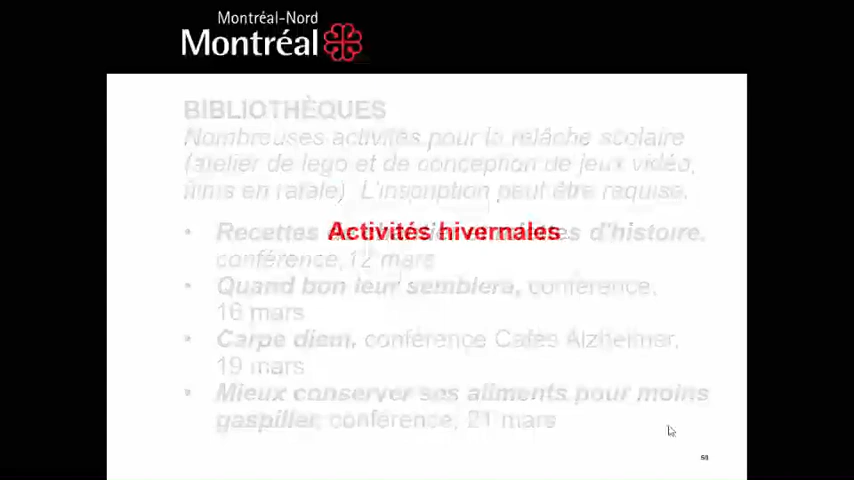 Montréal-Nord
Montréal
BIBLIOTHÈQUES
Nombreuses activités pour la relâche scolaire
(atelier de lego et de conception de jeux vidéo,
films en rafale) L'inscription peut être requise.
• Recettes d'histoire,
Activités hivernales
conférence, 12 mars
• Quand bon leur semblera, conférence,
16 mars
• Carpe diem, conférence Cafés Alzheimer,
19 mars
• Mieux conserver ses aliments pour moins
gaspiller, conférence, 21 mars